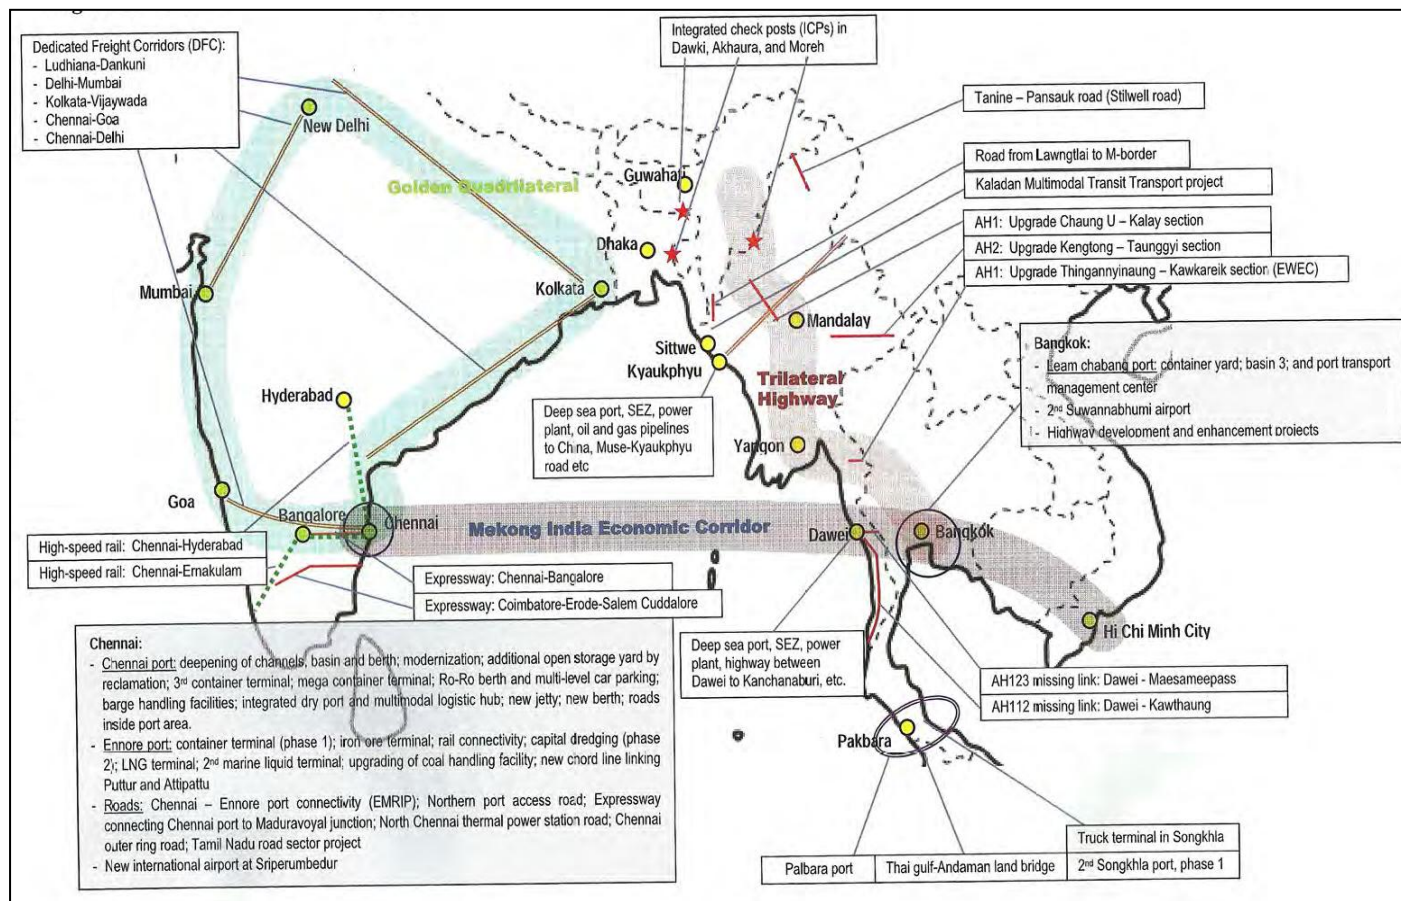 Dedicated Freight Corridors (DFC):
- Ludhiana-Dankuni
- Delhi-Mumbai
- Kolkata-Vijaywada
- Chennai-Goa
- Chennai-Delhi
Integrated check posts (ICPs) in
Dawki, Akhaura, and Moreh
Tanine – Pansauk road (Stilwell road)
Road from Lawngtlai to M-border
Kaladan Multimodal Transit Transport project
AH1: Upgrade Chaung U – Kalay section
AH2: Upgrade Kengtong – Taunggyi section
AH1: Upgrade Thingannyinaung – Kawkareik section (EWEC)
New Delhi
Golden Quadrilateral
Guwahati
Dhaka
Kolkata
Mumbai
Mandalay
Sittwe
Kyaukphyu
Trilateral
Highway
Hyderabad
Deep sea port, SEZ, power
plant, oil and gas pipelines
to China, Muse-Kyaukphyu
road etc
Yangon
Bangkok:
- Leam chabang port: container yard; basin 3; and port transport
management center
- 2nd Suwannabhumi airport
- Highway development and enhancement projects
Goa
Bangalore
Chennai
Mekong India Economic Corridor
Dawei
Bangkok
High-speed rail: Chennai-Hyderabad
High-speed rail: Chennai-Ernakulam
Expressway: Chennai-Bangalore
Expressway: Coimbatore-Erode-Salem Cuddalore
Hi Chi Minh City
Chennai:
- Chennai port: deepening of channels, basin and berth; modernization; additional open storage yard by
reclamation; 3rd container terminal; mega container terminal; Ro-Ro berth and multi-level car parking;
barge handling facilities; integrated dry port and multimodal logistic hub; new jetty; new berth; roads
inside port area.
- Ennore port: container terminal (phase 1); iron ore terminal; rail connectivity; capital dredging (phase
2); LNG terminal; 2nd marine liquid terminal; upgrading of coal handling facility; new chord line linking
Puttur and Attipattu
- Roads: Chennai – Ennore port connectivity (EMRIP); Northern port access road; Expressway
connecting Chennai port to Maduravoyal junction; North Chennai thermal power station road; Chennai
outer ring road; Tamil Nadu road sector project
- New international airport at Sriperumbedur
Deep sea port, SEZ, power
plant, highway between
Dawei to Kanchanaburi, etc.
AH123 missing link: Dawei - Maesameepass
AH112 missing link: Dawei - Kawthaung
Pakbara
Palbara port
Thai gulf-Andaman land bridge
Truck terminal in Songkhla
2nd Songkhla port, phase 1